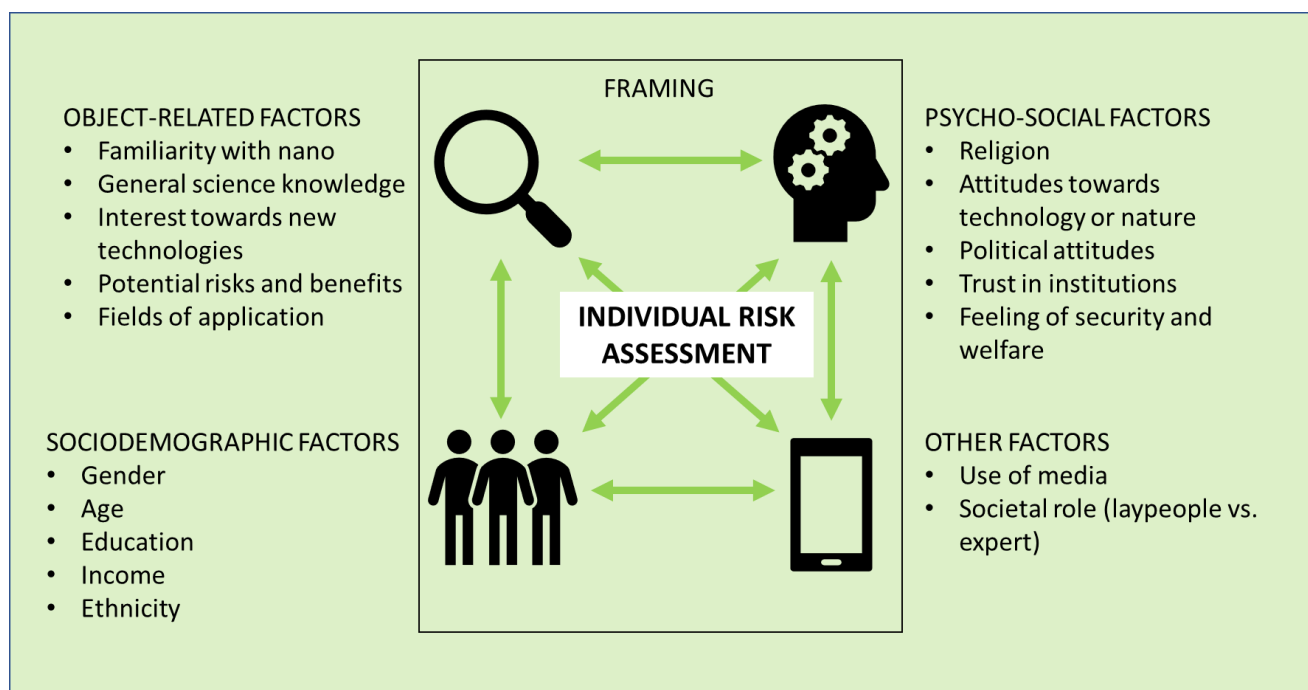 FRAMING
OBJECT-RELATED FACTORS
• Familiarity with nano
• General science knowledge
• Interest towards new
technologies
• Potential risks and benefits
• Fields of application
PSYCHO-SOCIAL FACTORS
• Religion
• Attitudes towards
technology or nature
• Political attitudes
• Trust in institutions
• Feeling of security and
welfare
INDIVIDUAL RISK
ASSESSMENT
SOCIODEMOGRAPHIC FACTORS
• Gender
• Age
• Education
• Income
• Ethnicity
OTHER FACTORS
• Use of media
• Societal role (laypeople vs.
expert)